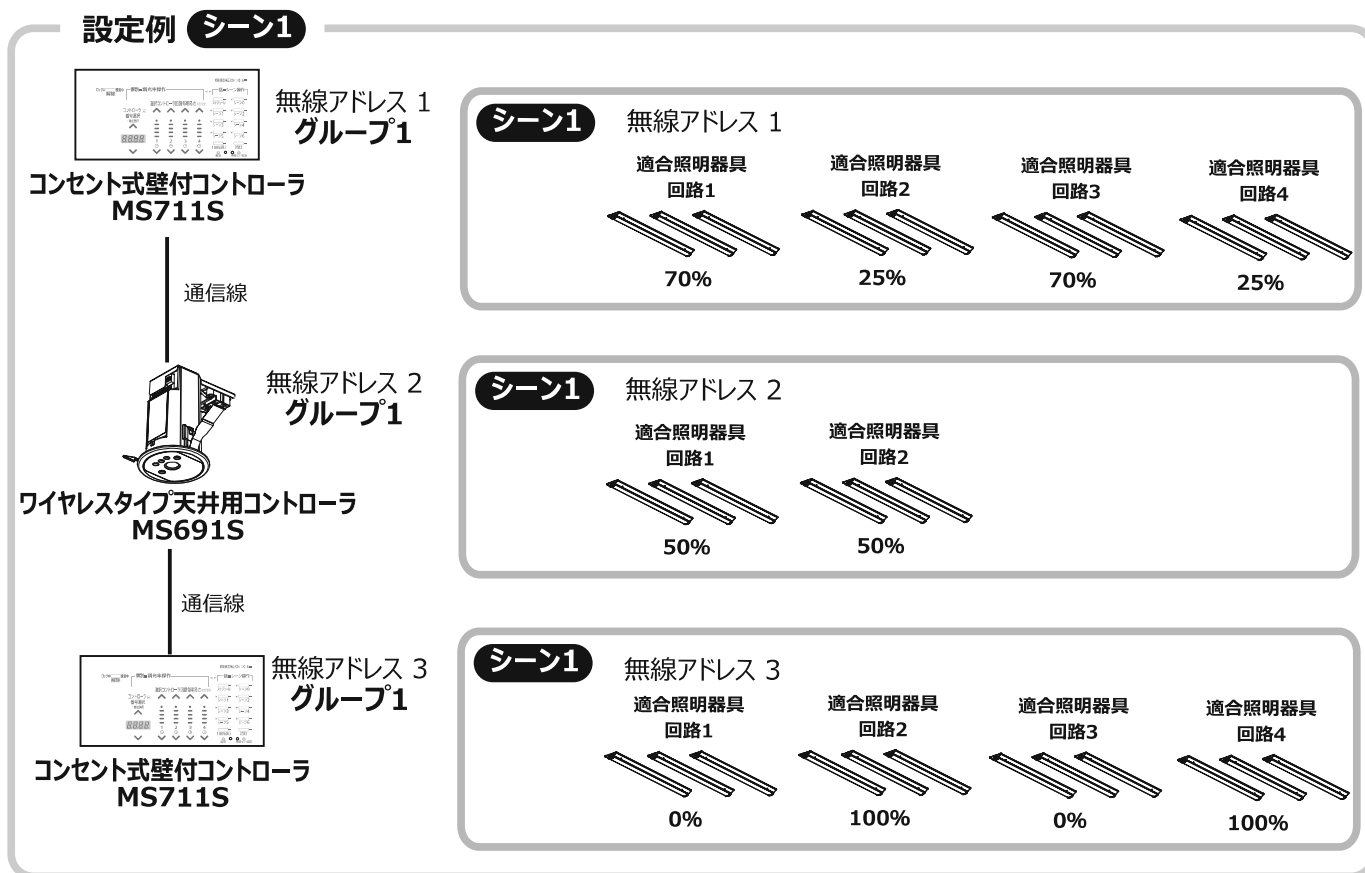 設定例 シーン1
無線アドレス 1
グループ1
コンセント式壁付コントローラ
MS711S
通信線
シーン1 無線アドレス 1
適合照明器具
回路1
70%
適合照明器具
回路2
25%
適合照明器具
回路3
70%
適合照明器具
回路4
25%
無線アドレス 2
グループ1
ワイヤレスタイプ天井用コントローラ
MS691S
通信線
シーン1 無線アドレス 2
適合照明器具
回路1
50%
適合照明器具
回路2
50%
無線アドレス 3
グループ1
コンセント式壁付コントローラ
MS711S
シーン1 無線アドレス 3
適合照明器具
回路1
0%
適合照明器具
回路2
100%
適合照明器具
回路3
0%
適合照明器具
回路4
100%